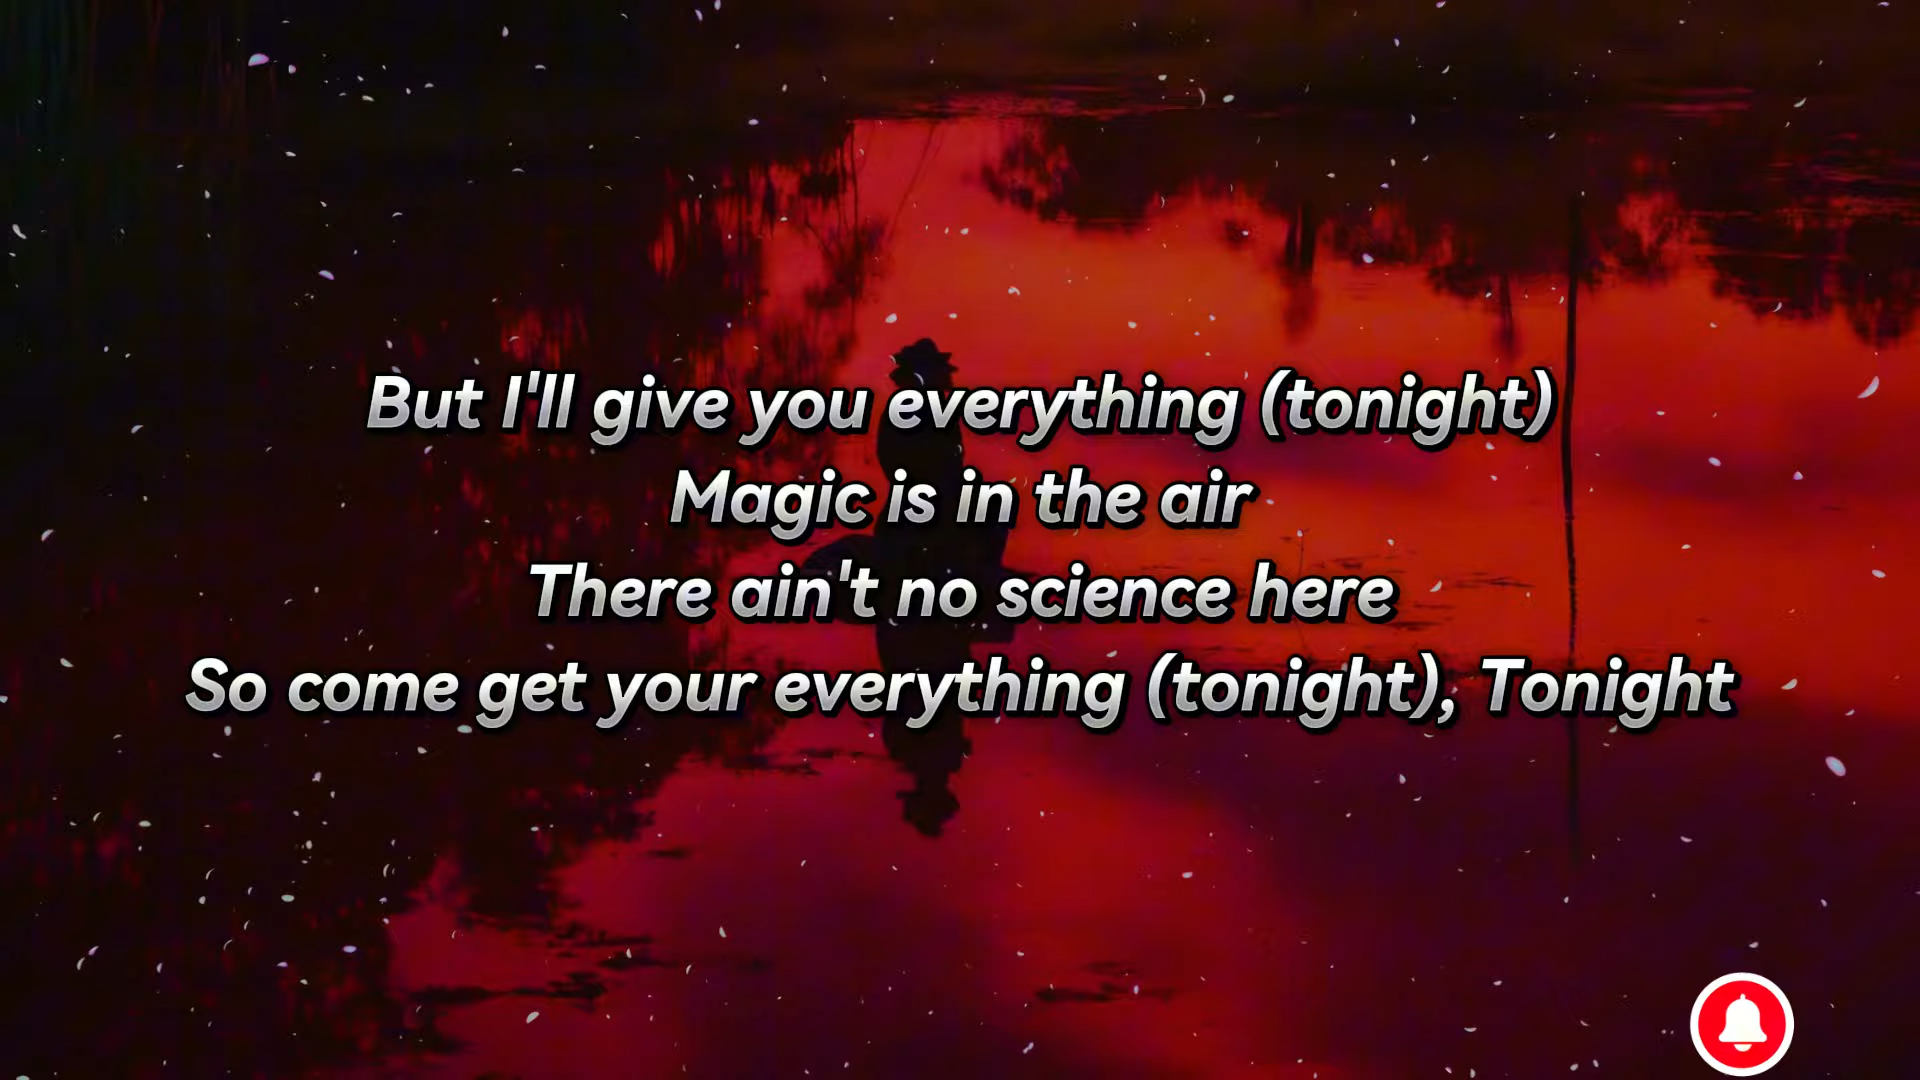 But I'll give you everything (tonight)
Magic is in the air
There ain't no science here
So come get your everything (tonight), Tonight